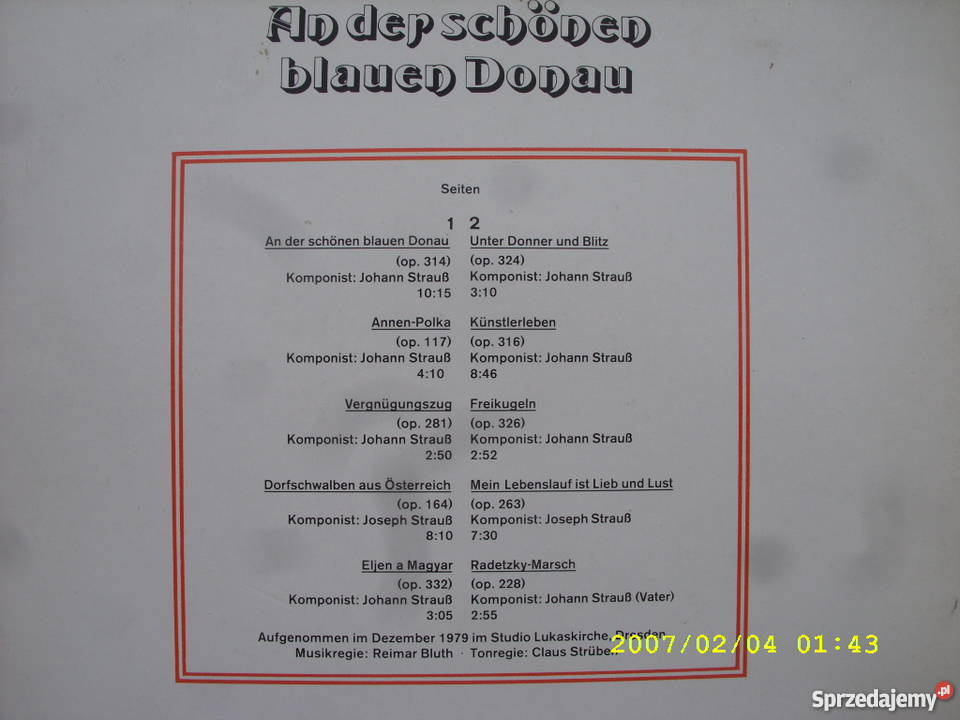 An der schönen
blauen Donau
Seiten
1
An der schönen blauen Donau
(op. 314)
Komponist: Johann Strauß
10:15
Annen-Polka
(op. 117)
Komponist: Johann Strauß
4:10
Vergnügungszug
(op. 281)
Komponist: Johann Strauß
2:50
Dorfschwalben aus Österreich
(op. 164)
Komponist: Joseph Strauß
8:10
Eljen a Magyar
(op. 332)
Komponist: Johann Strauß
3:05
2
Unter Donner und Blitz
(op. 324)
Komponist: Johann Strauß
3:10
Künstlerleben
(op. 316)
Komponist: Johann Strauß
8:46
Freikugeln
(op. 326)
Komponist: Johann Strauß
2:52
Mein Lebenslauf ist Lieb und Lust
(op. 263)
Komponist: Joseph Strauß
7:30
Radetzky-Marsch
(op. 228)
Komponist: Johann Strauß (Vater)
2:55
Aufgenommen im Dezember 1979 im Studio Lukaskirche, Dresden
Musikregie: Reimar Bluth · Tonregie: Claus Strüben
2007/02/04 01:43
Sprzedajemy.pl